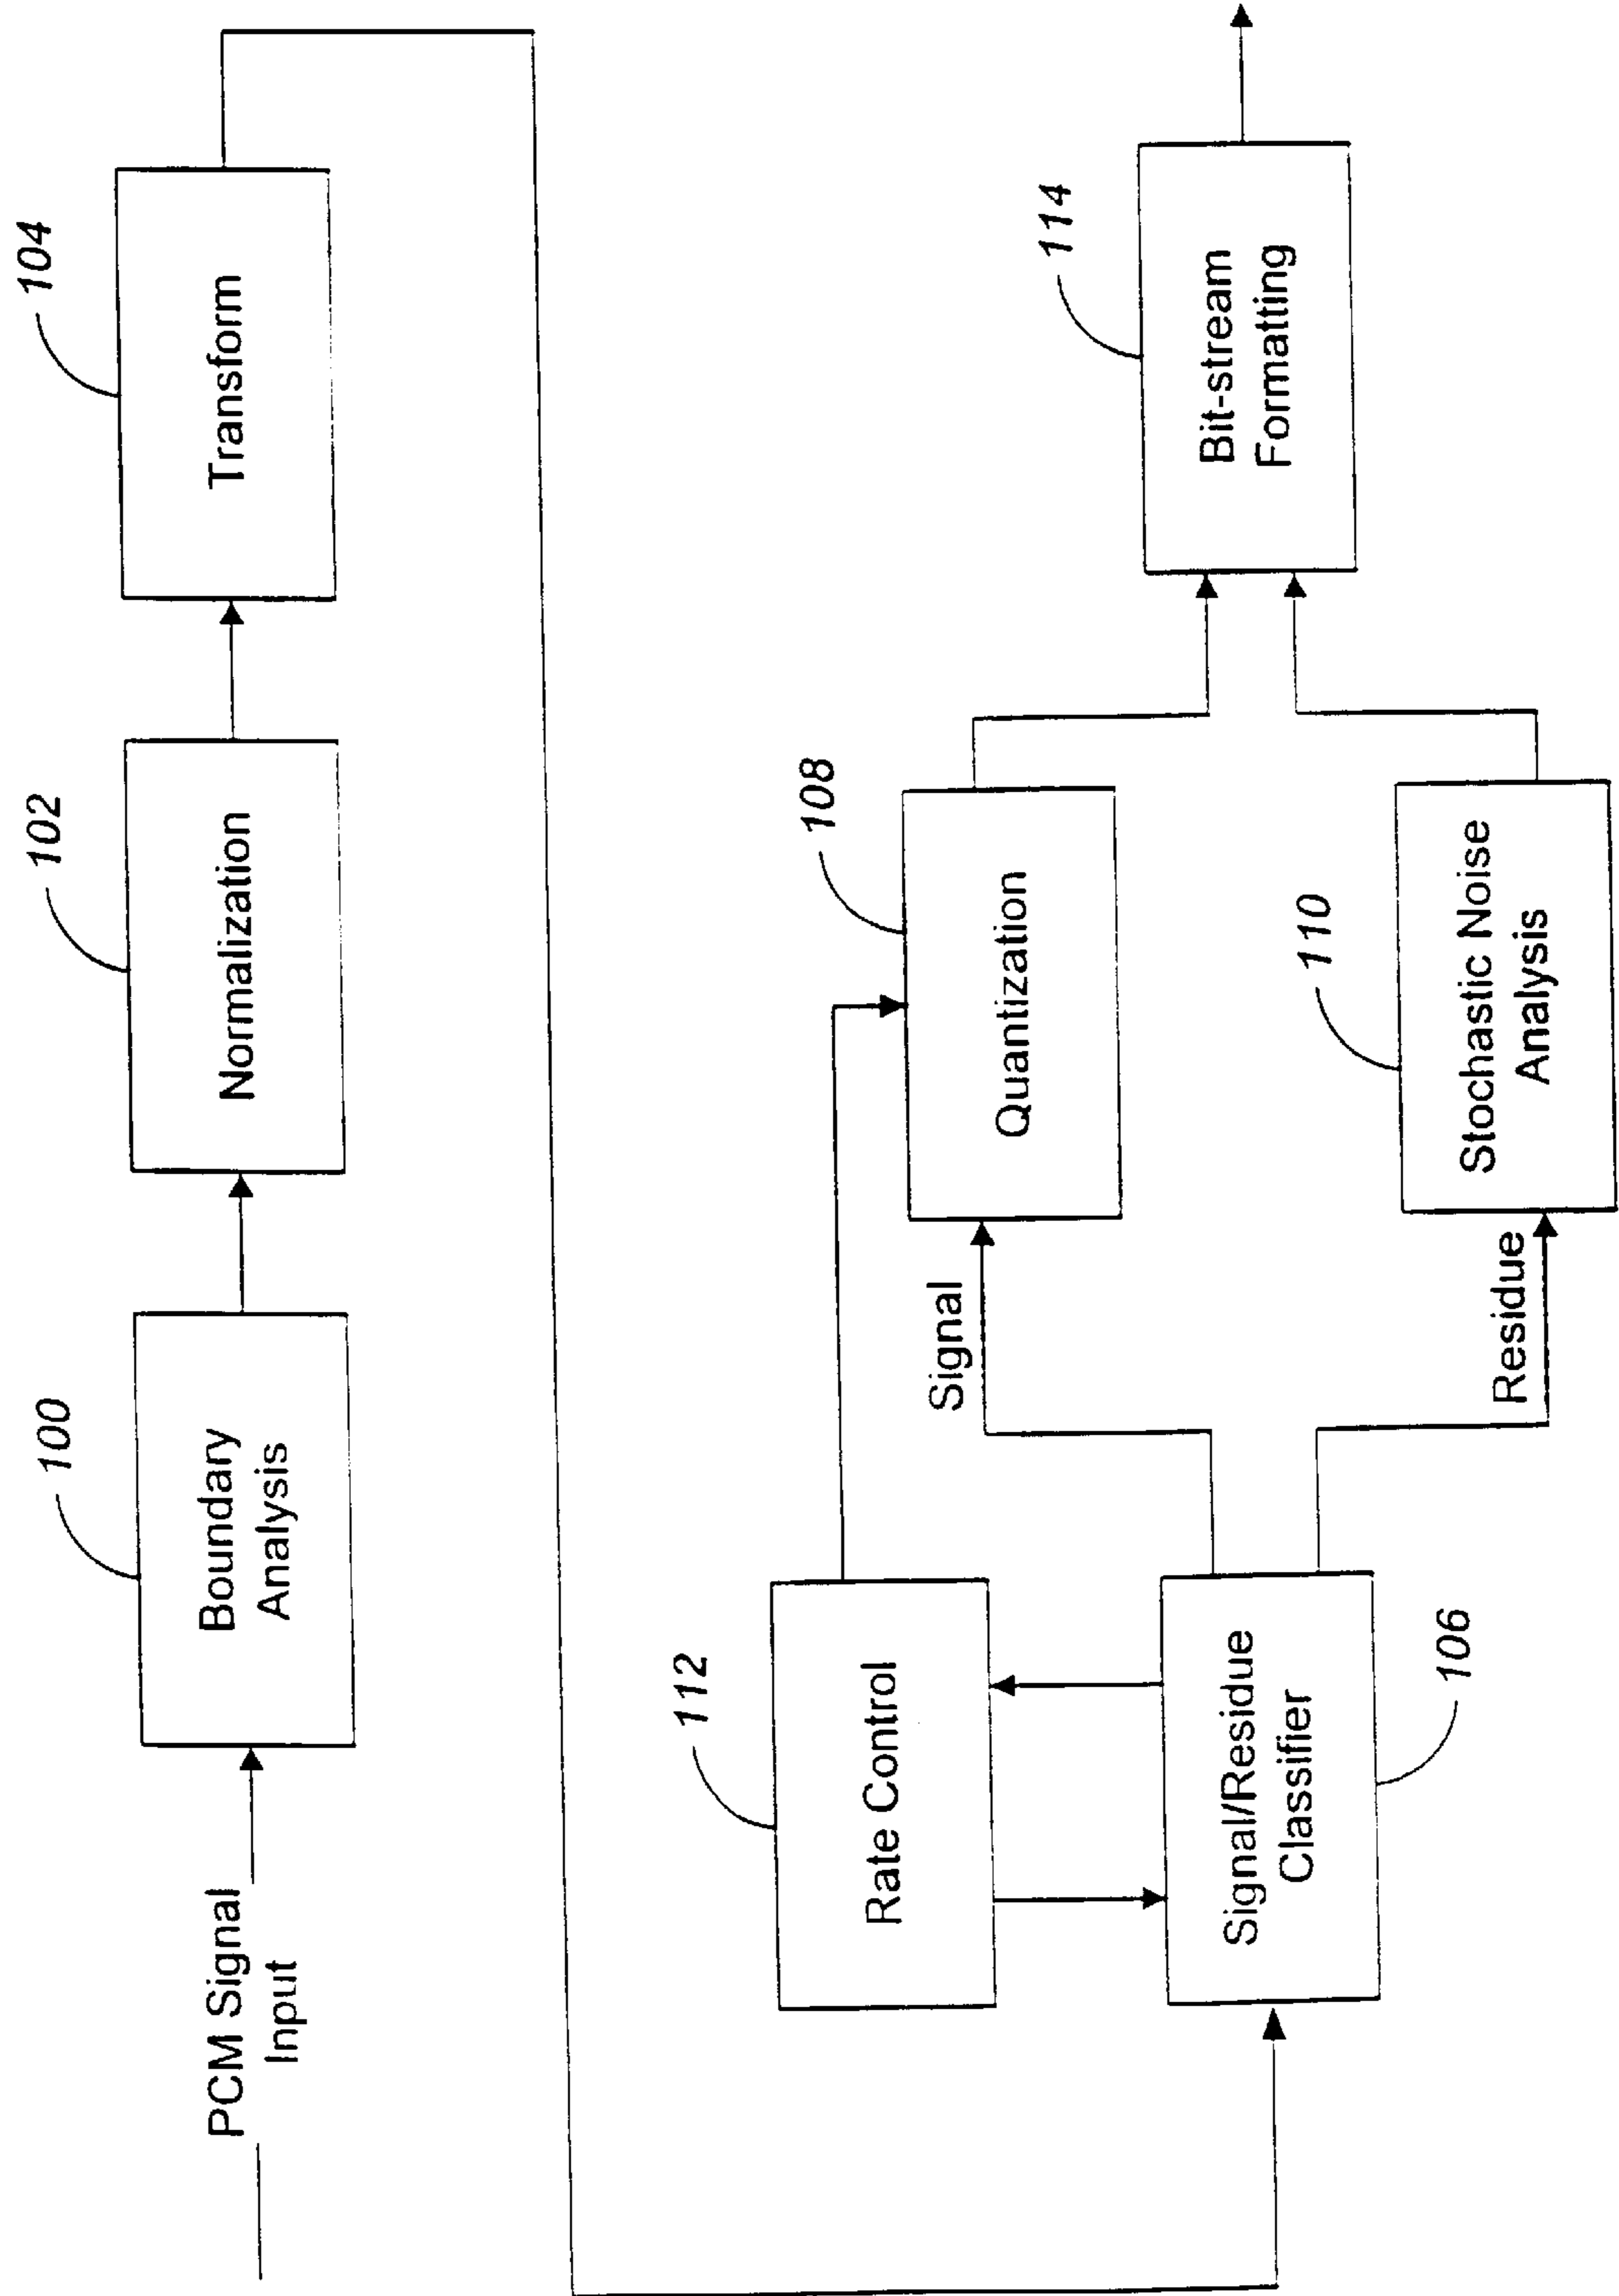 PCM Signal
Input
100
Boundary
Analysis
102
Normalization
104
Transform
112
Rate Control
Signal/Residue
Classifier
106
Signal
Residue
108
Quantization
110
Stochastic Noise
Analysis
114
Bit-stream
Formatting